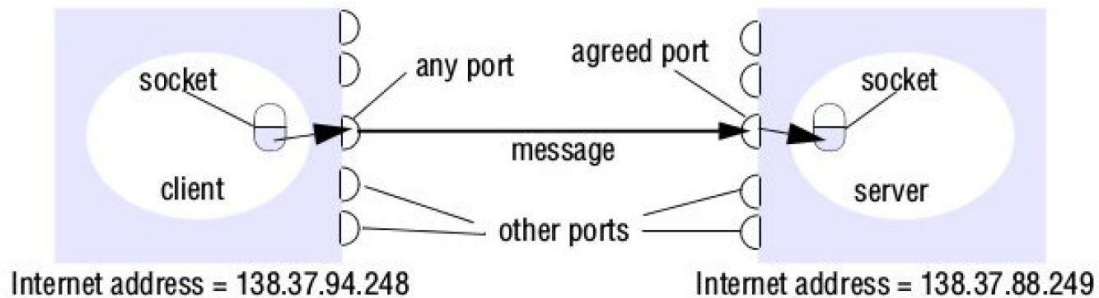 agreed port
any port
socket
socket
message
client
server
other ports
Internet address = 138.37.94.248
Internet address = 138.37.88.249